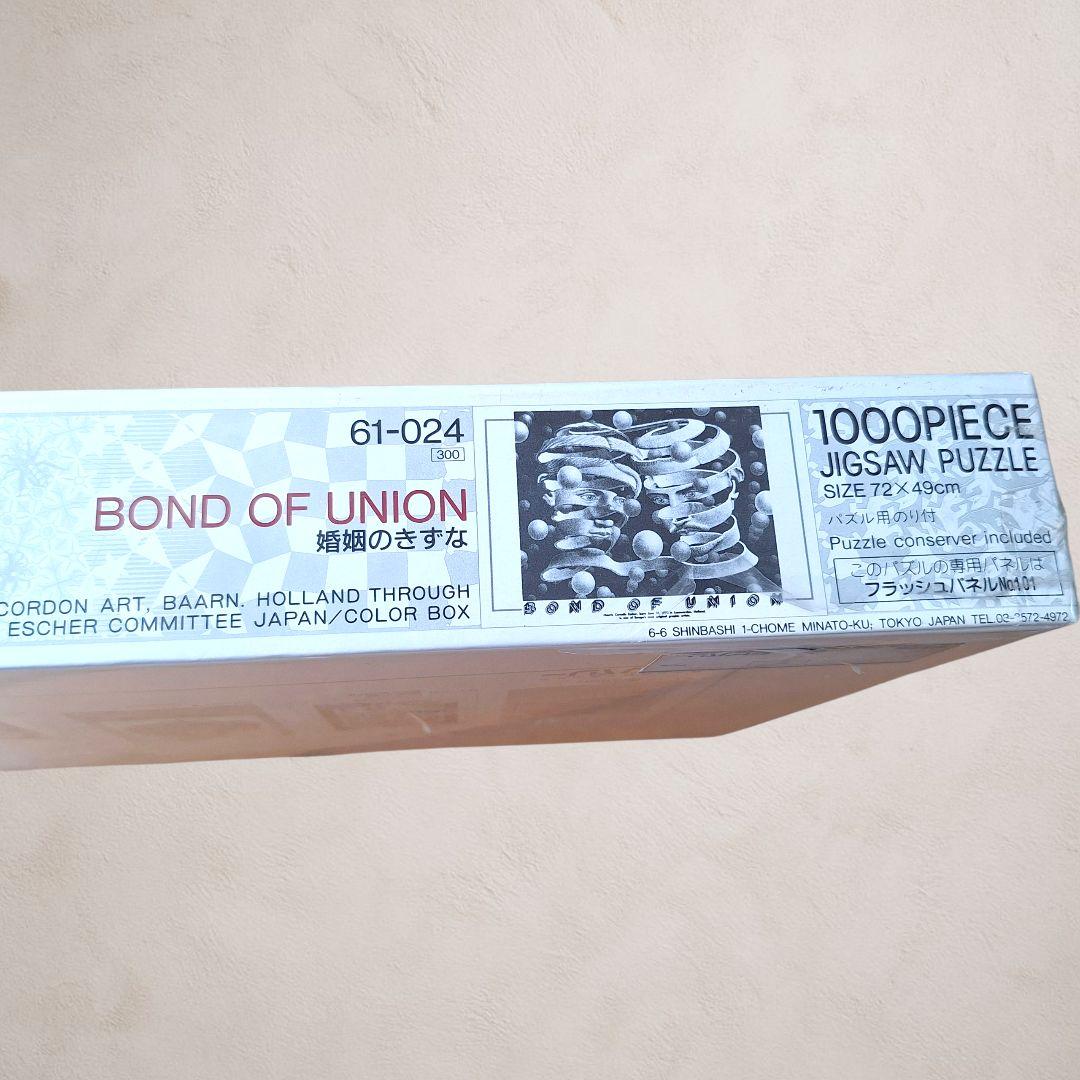 61-024
300
BOND OF UNION
婚姻のきずな
CORDON ART, BAARN. HOLLAND THROUGH
ESCHER COMMITTEE JAPAN/COLOR BOX
BOND OF UNION
1000PIECE
JIGSAW PUZZLE
SIZE 72×49cm
パズル用のり付
Puzzle conserver included
このパズルの専用パネルは
フラッシュパネルNo.101
6-6 SHINBASHI 1-CHOME MINATO-KU; TOKYO JAPAN